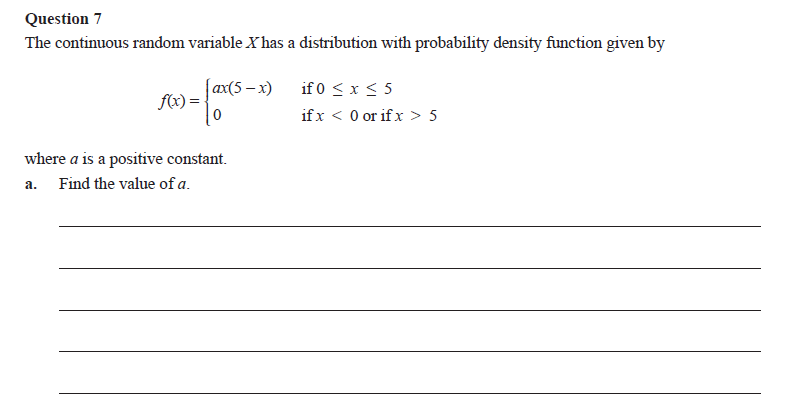 Question 7
The continuous random variable X has a distribution with probability density function given by
f(x) = { ax(5 – x) if 0 ≤ x ≤ 5
0 if x < 0 or if x > 5
where a is a positive constant.
a. Find the value of a.